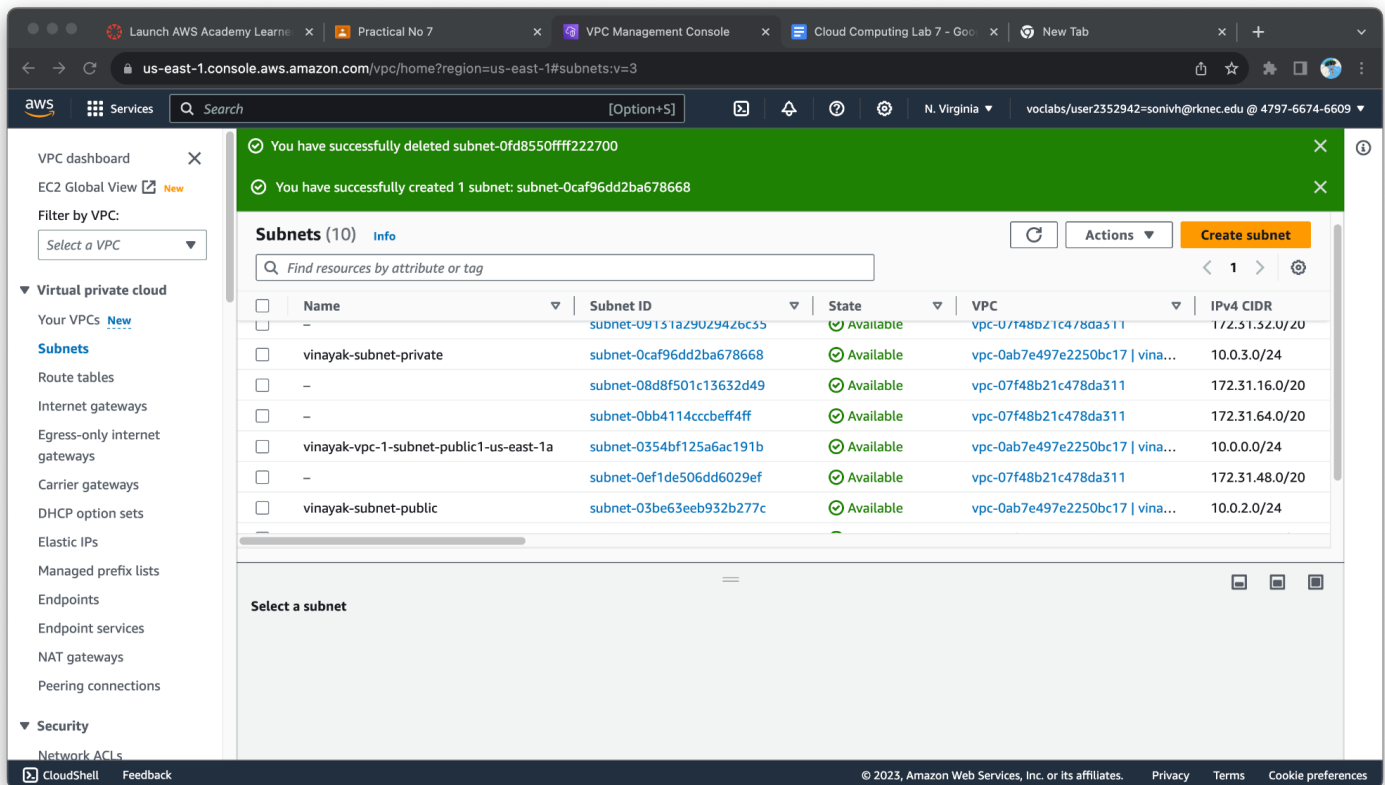 Launch AWS Academy Learne
Practical No 7
VPC Management Console
Cloud Computing Lab 7 - Goo
New Tab
us-east-1.console.aws.amazon.com/vpc/home?region=us-east-1#subnets:v=3
aws
Services
Search
[Option+S]
N. Virginia
voclabs/user2352942=sonivh@rknec.edu @ 4797-6674-6609
VPC dashboard
EC2 Global View New
Filter by VPC:
Select a VPC
Virtual private cloud
Your VPCs New
Subnets
Route tables
Internet gateways
Egress-only internet
gateways
Carrier gateways
DHCP option sets
Elastic IPs
Managed prefix lists
Endpoints
Endpoint services
NAT gateways
Peering connections
Security
Network ACLs
You have successfully deleted subnet-0fd8550ffff222700
You have successfully created 1 subnet: subnet-0caf96dd2ba678668
Subnets (10) Info
Actions
Create subnet
Find resources by attribute or tag
1
Name Subnet ID State VPC IPv4 CIDR
– subnet-09131a29029426c35 Available vpc-07f48b21c478da311 172.31.32.0/20
vinayak-subnet-private subnet-0caf96dd2ba678668 Available vpc-0ab7e497e2250bc17 | vina... 10.0.3.0/24
– subnet-08d8f501c13632d49 Available vpc-07f48b21c478da311 172.31.16.0/20
– subnet-0bb4114cccbeff4ff Available vpc-07f48b21c478da311 172.31.64.0/20
vinayak-vpc-1-subnet-public1-us-east-1a subnet-0354bf125a6ac191b Available vpc-0ab7e497e2250bc17 | vina... 10.0.0.0/24
– subnet-0ef1de506dd6029ef Available vpc-07f48b21c478da311 172.31.48.0/20
vinayak-subnet-public subnet-03be63eeb932b277c Available vpc-0ab7e497e2250bc17 | vina... 10.0.2.0/24
Select a subnet
CloudShell
Feedback
© 2023, Amazon Web Services, Inc. or its affiliates.
Privacy
Terms
Cookie preferences